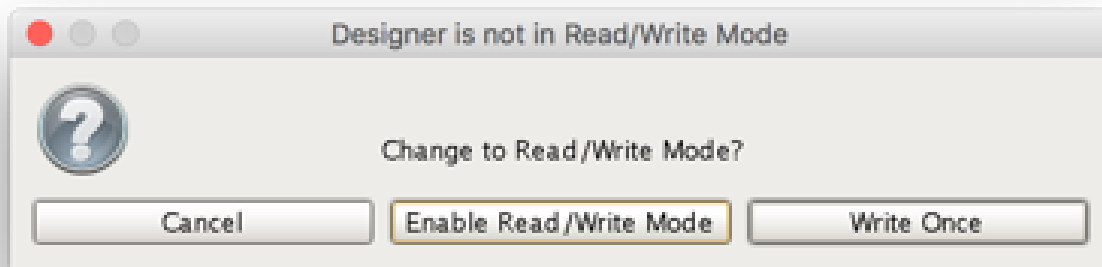 Designer is not in Read/Write Mode
Change to Read/Write Mode?
Cancel Enable Read/Write Mode Write Once